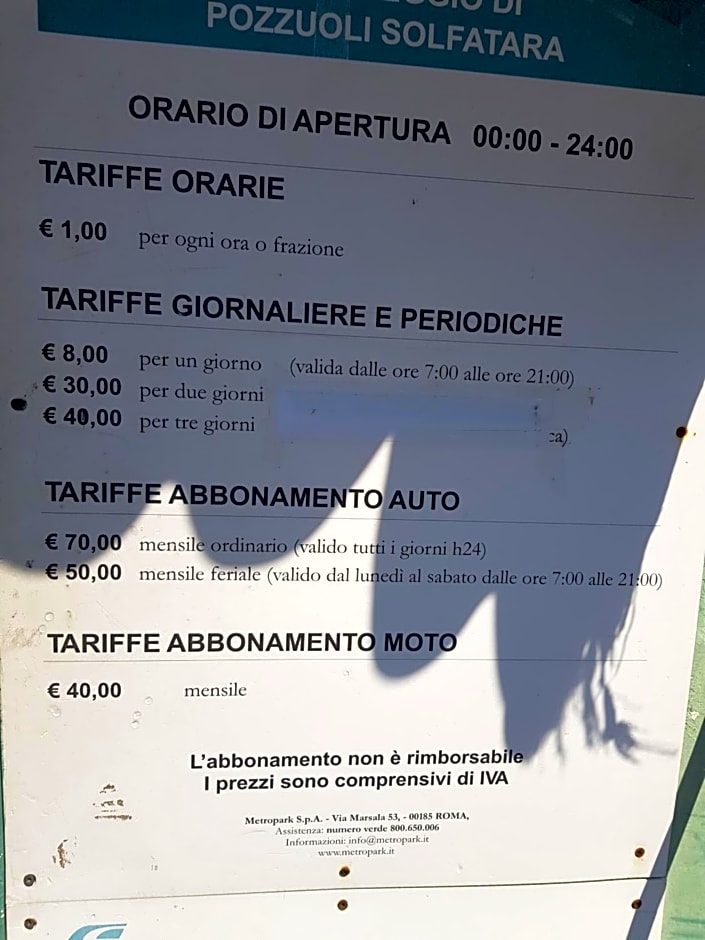 DI
POZZUOLI SOLFATARA
ORARIO DI APERTURA 00:00 - 24:00
TARIFFE ORARIE
€ 1,00 per ogni ora o frazione
TARIFFE GIORNALIERE E PERIODICHE
€ 8,00 per un giorno (valida dalle ore 7:00 alle ore 21:00)
€ 30,00 per due giorni
€ 40,00 per tre giorni
TARIFFE ABBONAMENTO AUTO
€ 70,00 mensile ordinario (valido tutti i giorni h24)
€ 50,00 mensile feriale (valido dal lunedì al sabato dalle ore 7:00 alle 21:00)
TARIFFE ABBONAMENTO MOTO
€ 40,00 mensile
L'abbonamento non è rimborsabile
I prezzi sono comprensivi di IVA
Metropark S.p.A. - Via Marsala 53, - 00185 ROMA,
Assistenza: numero verde 800.650.006
Informazioni: info@metropark.it
www.metropark.it